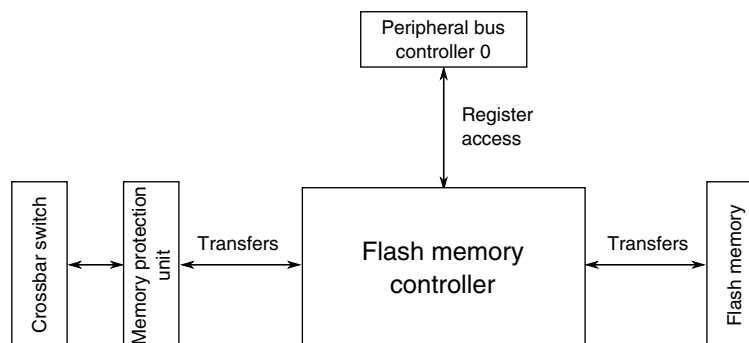 Peripheral bus
controller 0
Register
access
Crossbar switch
Memory protection
unit
Transfers
Flash memory
controller
Transfers
Flash memory